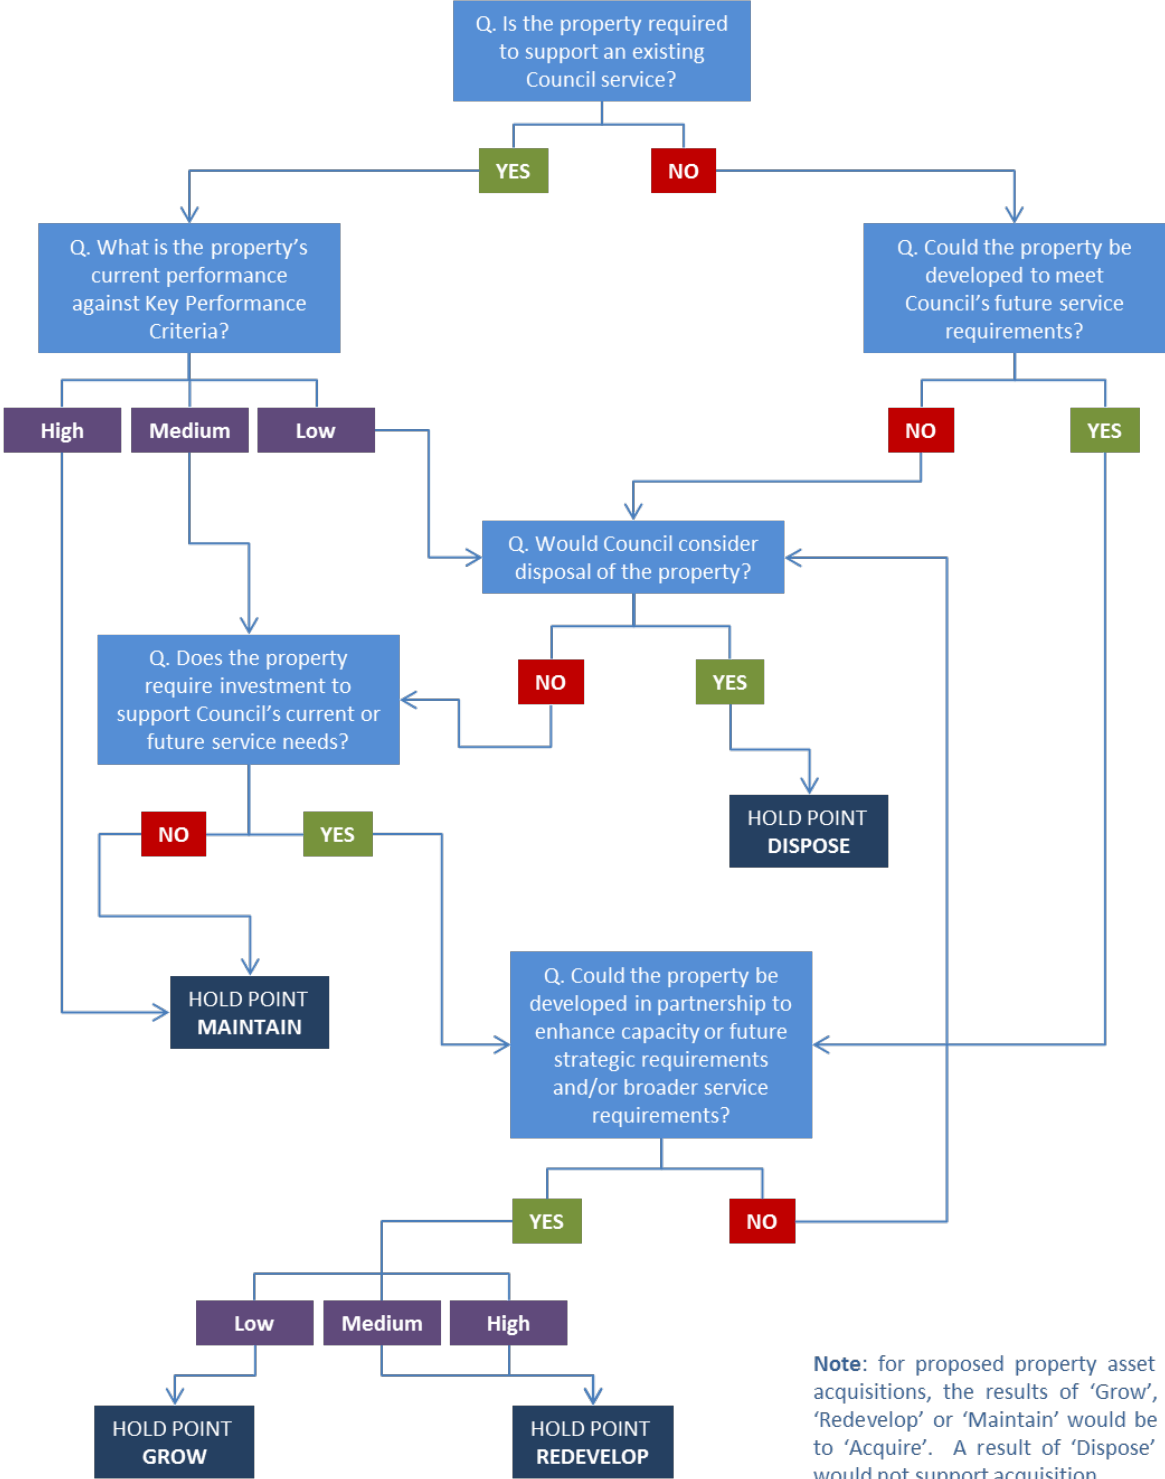 Q. Is the property required
to support an existing
Council service?
YES
NO
Q. What is the property's
current performance
against Key Performance
Criteria?
Q. Could the property be
developed to meet
Council's future service
requirements?
High
Medium
Low
NO
YES
Q. Would Council consider
disposal of the property?
Q. Does the property
require investment to
support Council's current or
future service needs?
NO
YES
HOLD POINT
DISPOSE
NO
YES
HOLD POINT
MAINTAIN
Q. Could the property be
developed in partnership to
enhance capacity or future
strategic requirements
and/or broader service
requirements?
YES
NO
Low
Medium
High
HOLD POINT
GROW
HOLD POINT
REDEVELOP
Note: for proposed property asset
acquisitions, the results of ‘Grow’,
‘Redevelop’ or ‘Maintain’ would be
to ‘Acquire’. A result of ‘Dispose’
would not support acquisition